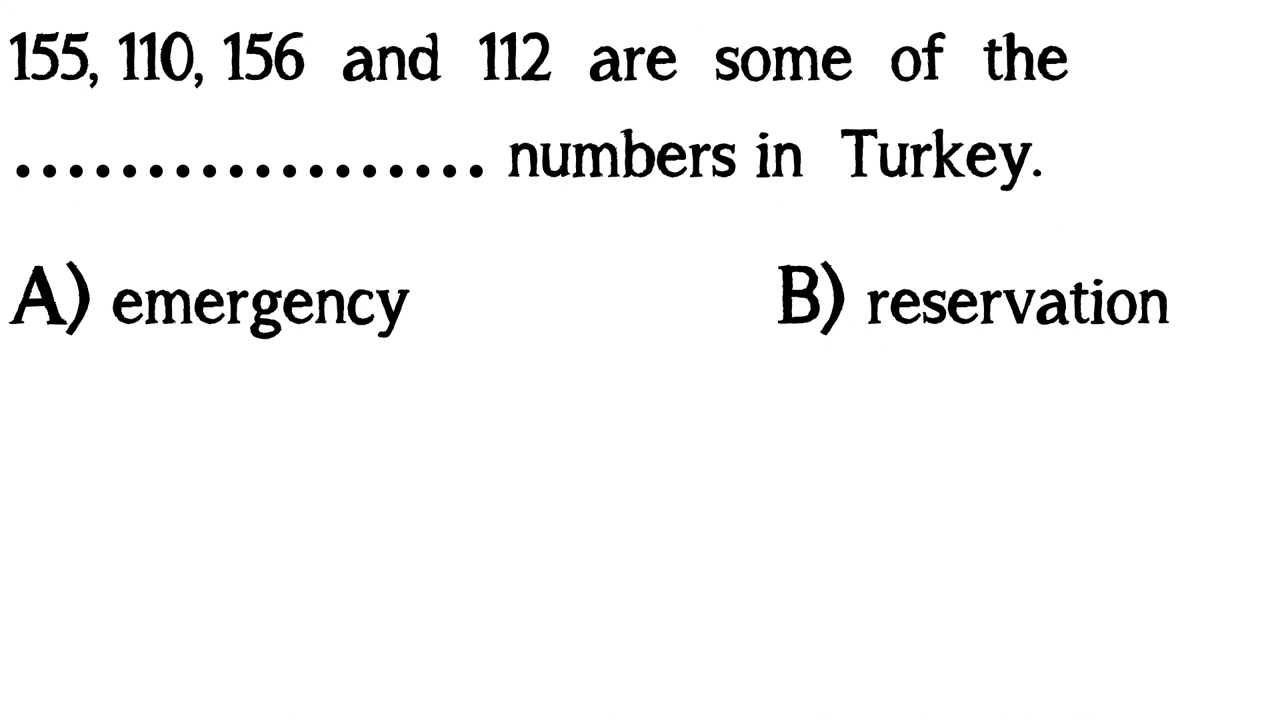 155, 110, 156 and 112 are some of the
.................. numbers in Turkey.
A) emergency B) reservation